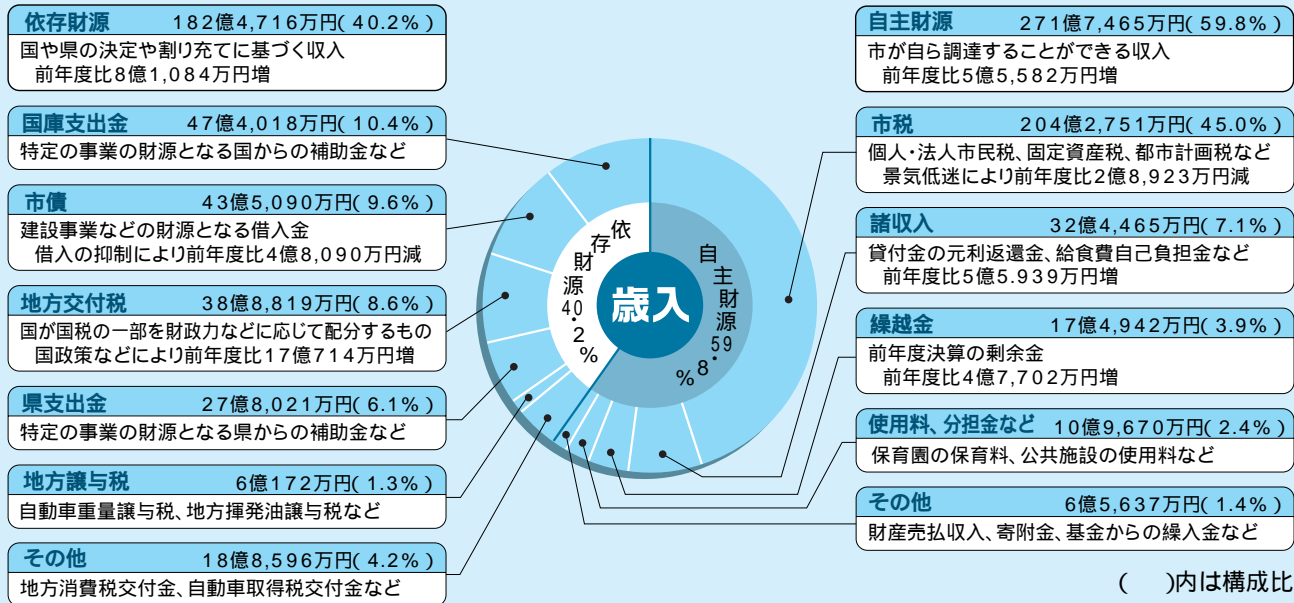 依存財源 182億4,716万円(40.2%)
国や県の決定や割り充てに基づく収入
前年度比8億1,084万円増
国庫支出金 47億4,018万円(10.4%)
特定の事業の財源となる国からの補助金など
市債 43億5,090万円(9.6%)
建設事業などの財源となる借入金
借入の抑制により前年度比4億8,090万円減
地方交付税 38億8,819万円(8.6%)
国が国税の一部を財政力などに応じて配分するもの
国政策などにより前年度比17億714万円増
県支出金 27億8,021万円(6.1%)
特定の事業の財源となる県からの補助金など
地方譲与税 6億172万円(1.3%)
自動車重量譲与税、地方揮発油譲与税など
その他 18億8,596万円(4.2%)
地方消費税交付金、自動車取得税交付金など
依存財源40.2%
歳入
自主財源59.8%
自主財源 271億7,465万円(59.8%)
市が自ら調達することができる収入
前年度比5億5,582万円増
市税 204億2,751万円(45.0%)
個人・法人市民税、固定資産税、都市計画税など
景気低迷により前年度比2億8,923万円減
諸収入 32億4,465万円(7.1%)
貸付金の元利返還金、給食費自己負担金など
前年度比5億5.939万円増
繰越金 17億4,942万円(3.9%)
前年度決算の剰余金
前年度比4億7,702万円増
使用料、分担金など 10億9,670万円(2.4%)
保育園の保育料、公共施設の使用料など
その他 6億5,637万円(1.4%)
財産売払収入、寄附金、基金からの繰入金など
( )内は構成比